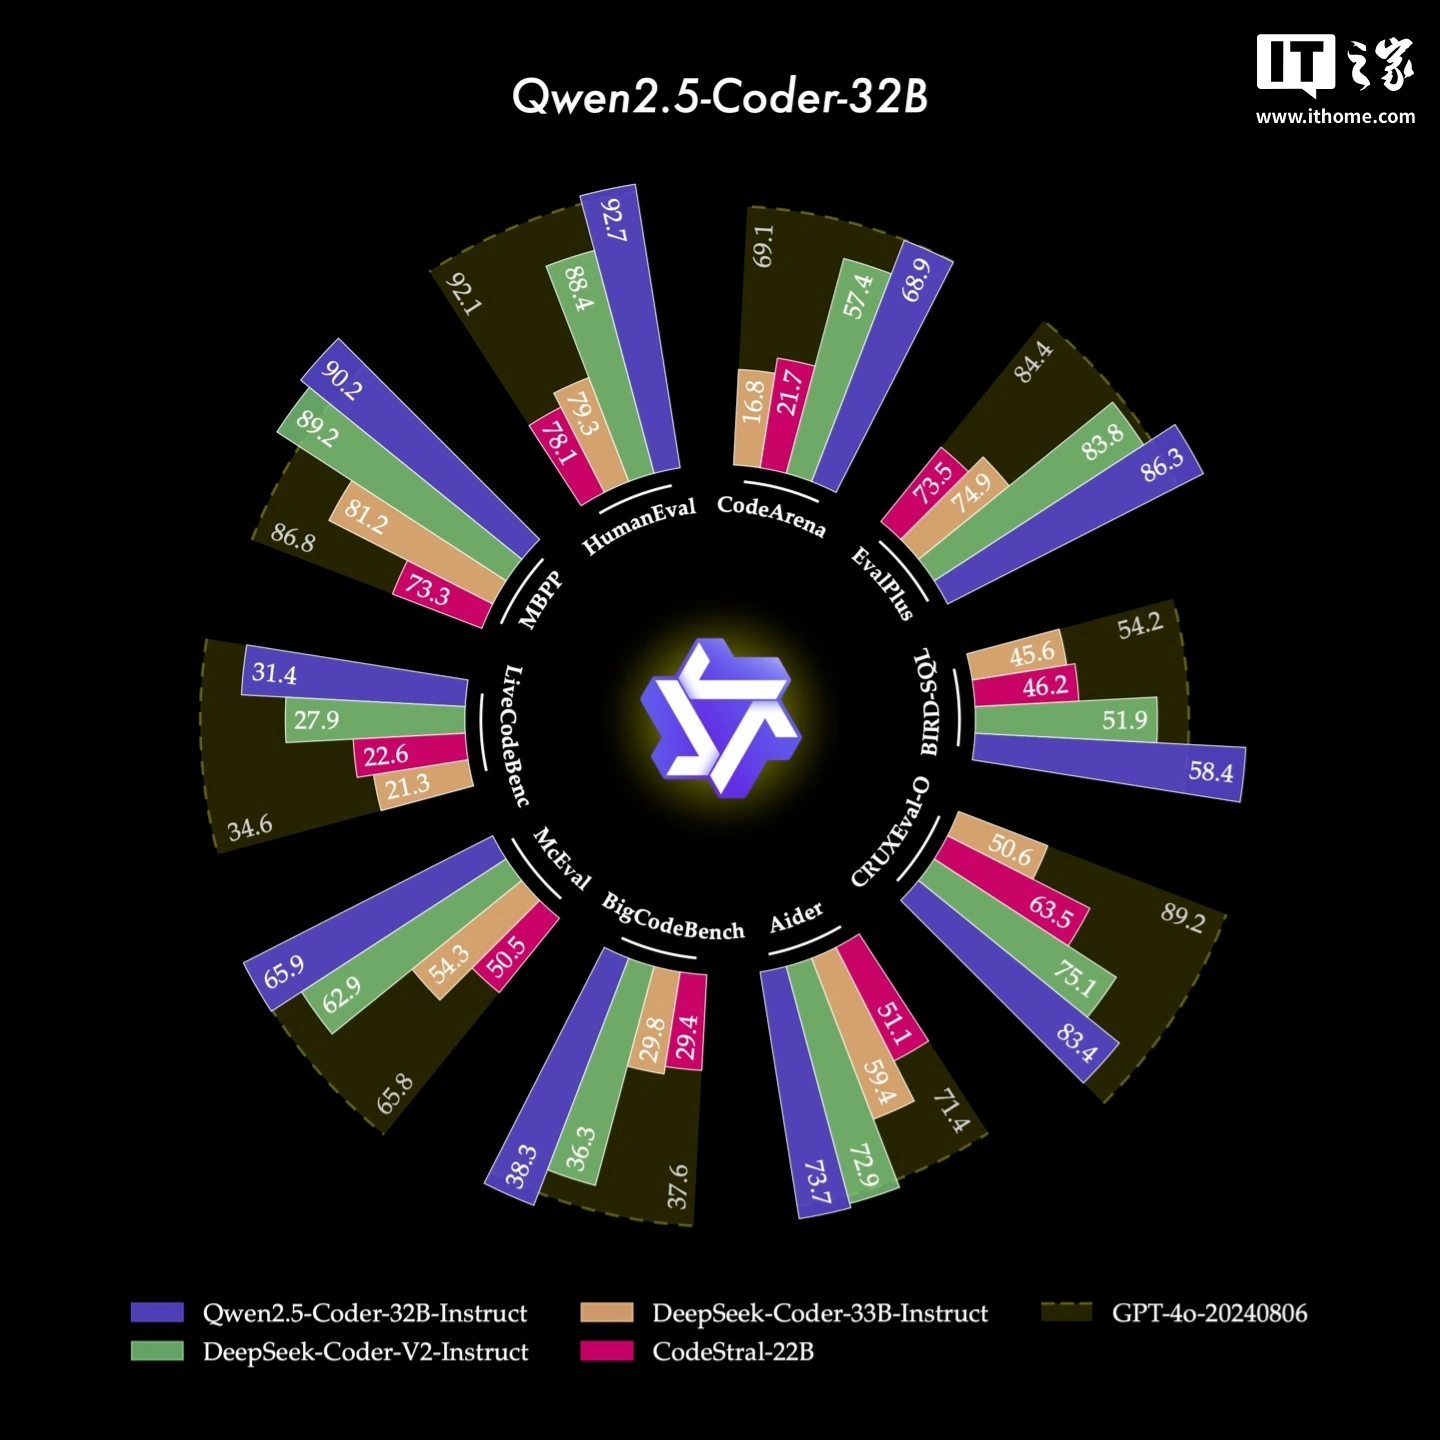 IT之家
www.ithome.com
Qwen2.5-Coder-32B
HumanEval
92.1
78.1
79.3
88.4
92.7
CodeArena
69.1
16.8
21.7
57.4
68.9
EvalPlus
84.4
73.5
74.9
83.8
86.3
BIRD-SQL
54.2
45.6
46.2
51.9
58.4
CRUXEval-O
89.2
50.6
63.5
75.1
83.4
Aider
71.4
51.1
59.4
72.9
73.7
BigCodeBench
37.6
29.4
29.8
36.3
38.3
McEval
65.8
50.5
54.3
62.9
65.9
LiveCodeBenc
34.6
21.3
22.6
27.9
31.4
MBPP
86.8
73.3
81.2
89.2
90.2
Qwen2.5-Coder-32B-Instruct
DeepSeek-Coder-33B-Instruct
GPT-4o-20240806
DeepSeek-Coder-V2-Instruct
CodeStral-22B